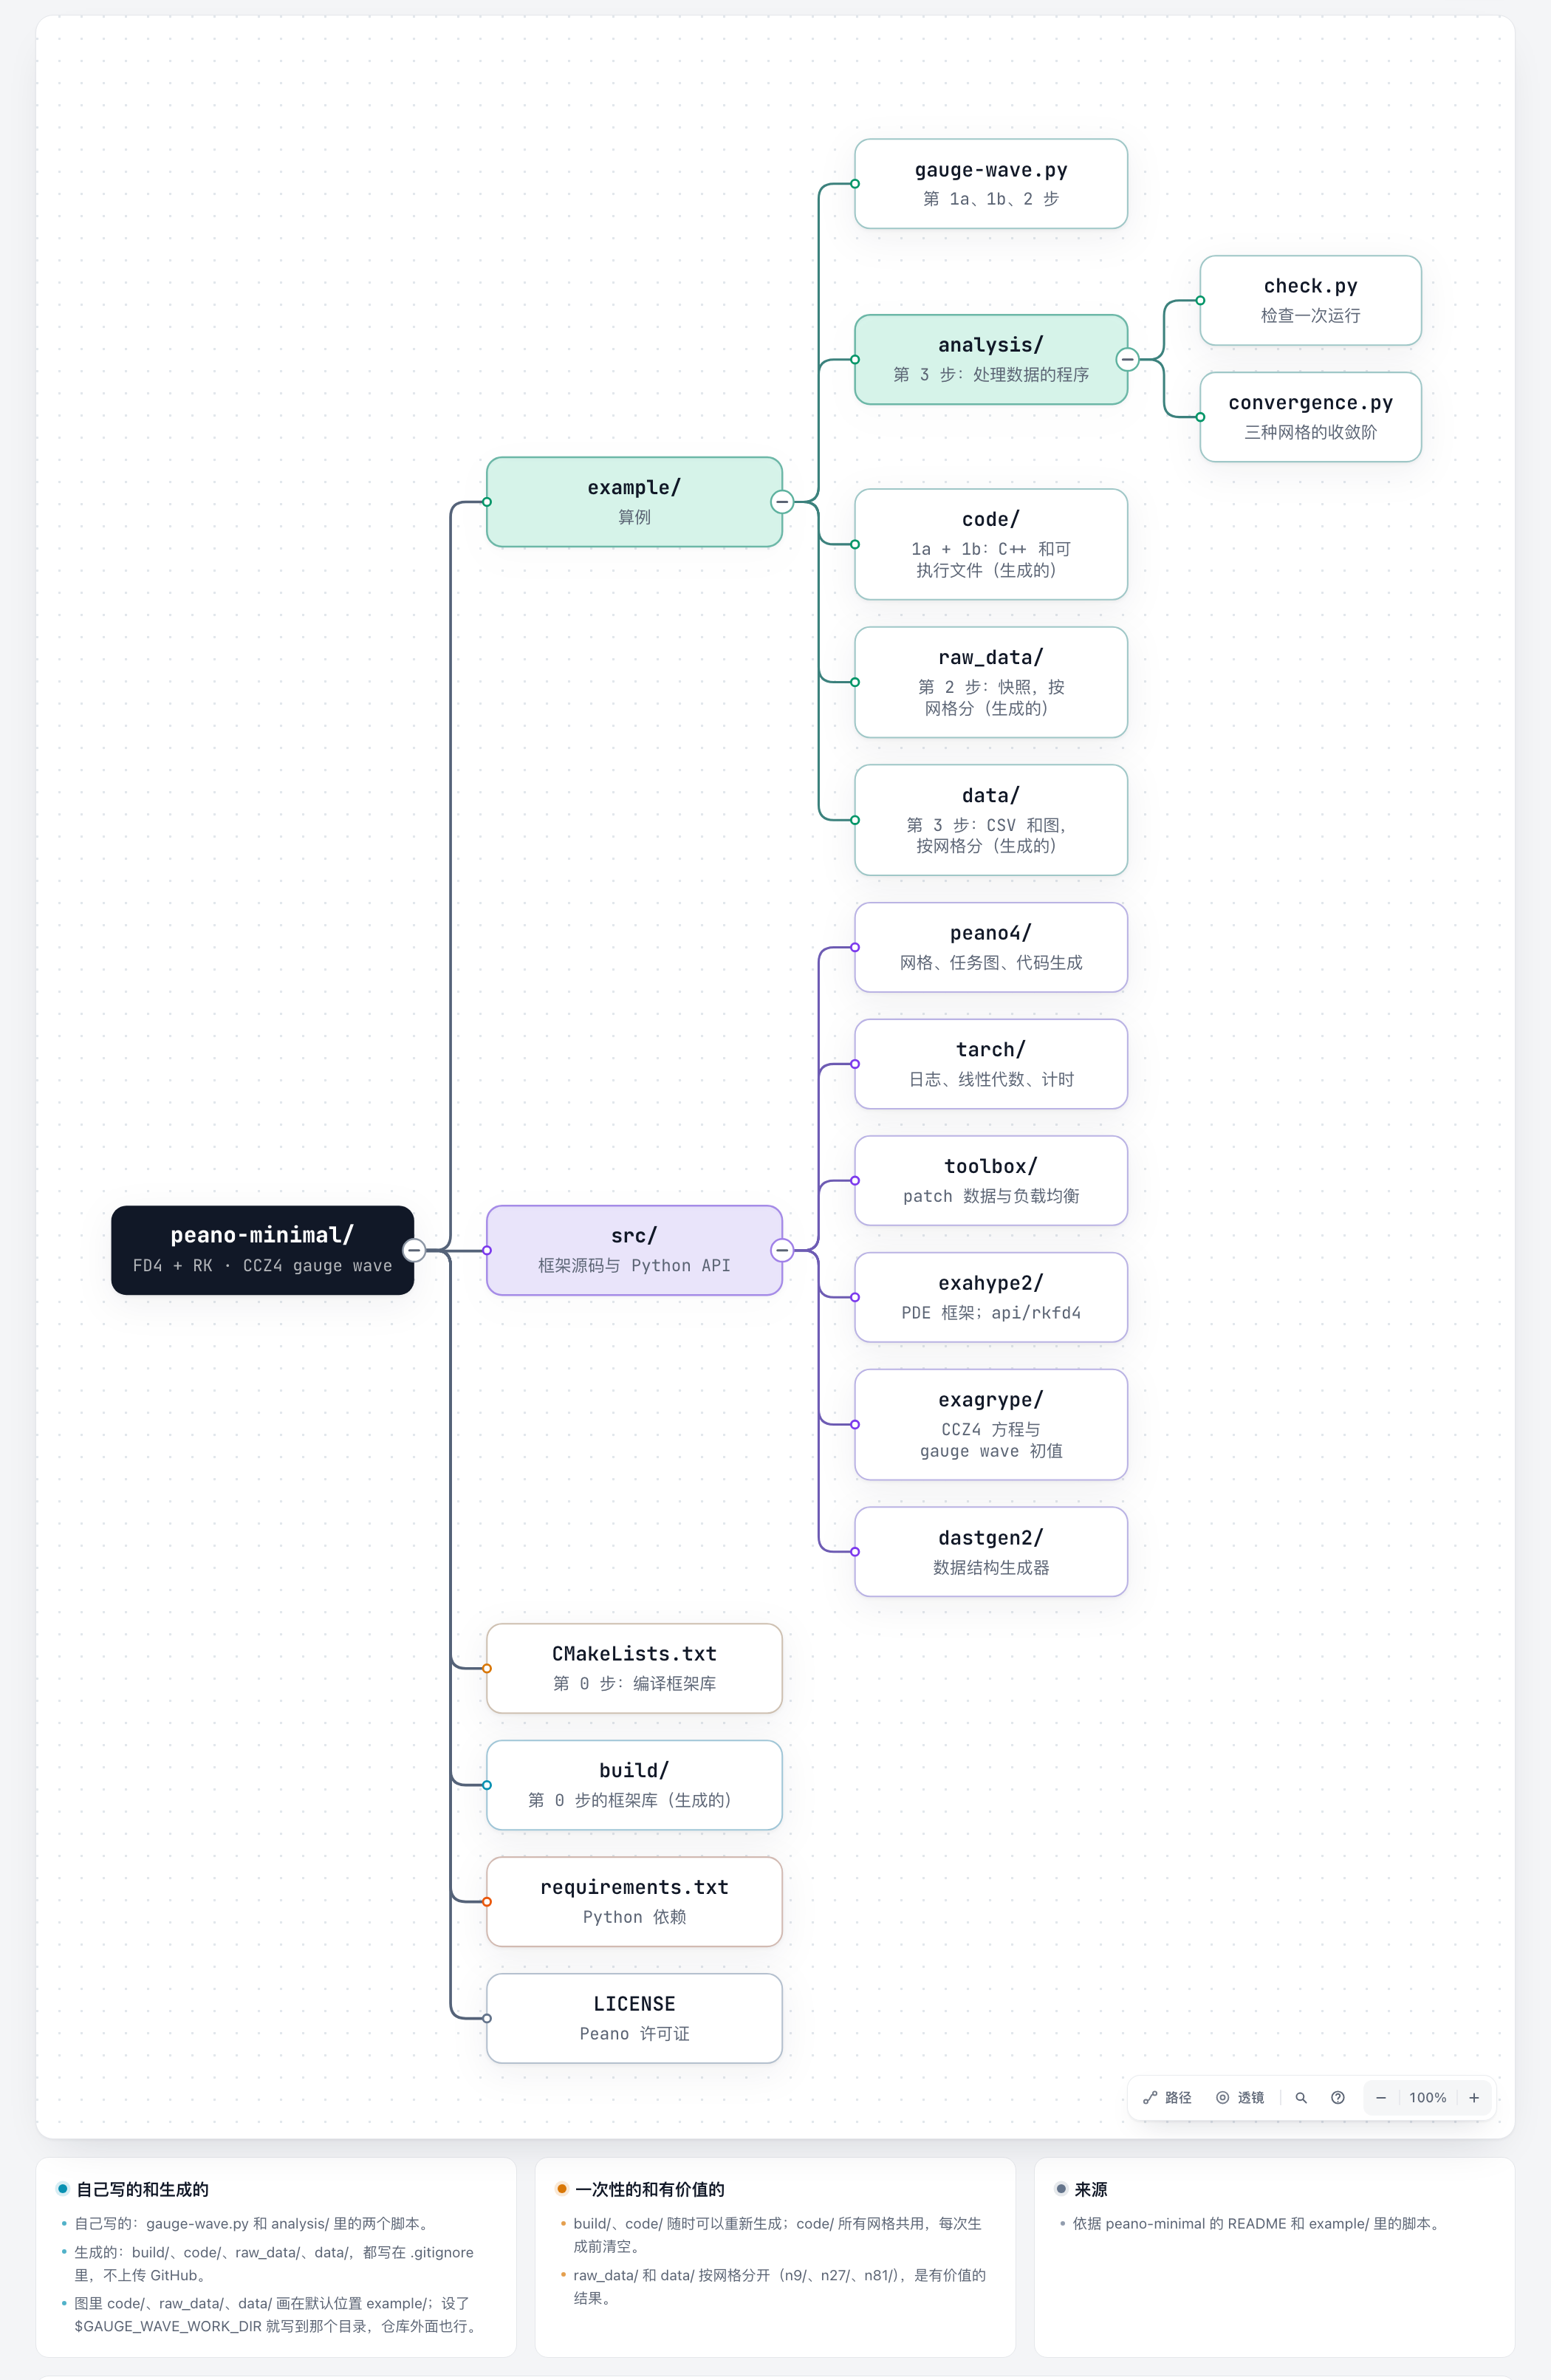 gauge-wave.py
第 1a、1b、2 步
check.py
检查一次运行
analysis/
第 3 步：处理数据的程序
convergence.py
三种网格的收敛阶
example/
算例
code/
1a + 1b：C++ 和可
执行文件（生成的）
raw_data/
第 2 步：快照，按
网格分（生成的）
data/
第 3 步：CSV 和图，
按网格分（生成的）
peano4/
网格、任务图、代码生成
tarch/
日志、线性代数、计时
toolbox/
patch 数据与负载均衡
peano-minimal/
FD4 + RK · CCZ4 gauge wave
src/
框架源码与 Python API
exahype2/
PDE 框架；api/rkfd4
exagrype/
CCZ4 方程与
gauge wave 初值
dastgen2/
数据结构生成器
CMakeLists.txt
第 0 步：编译框架库
build/
第 0 步的框架库（生成的）
requirements.txt
Python 依赖
LICENSE
Peano 许可证
路径 透镜 100%
自己写的和生成的
自己写的：gauge-wave.py 和 analysis/ 里的两个脚本。
生成的：build/、code/、raw_data/、data/，都写在 .gitignore
里，不上传 GitHub。
图里 code/、raw_data/、data/ 画在默认位置 example/；设了
$GAUGE_WAVE_WORK_DIR 就写到那个目录，仓库外面也行。
一次性的和有价值的
build/、code/ 随时可以重新生成；code/ 所有网格共用，每次生
成前清空。
raw_data/ 和 data/ 按网格分开（n9/、n27/、n81/），是有价值的
结果。
来源
依据 peano-minimal 的 README 和 example/ 里的脚本。